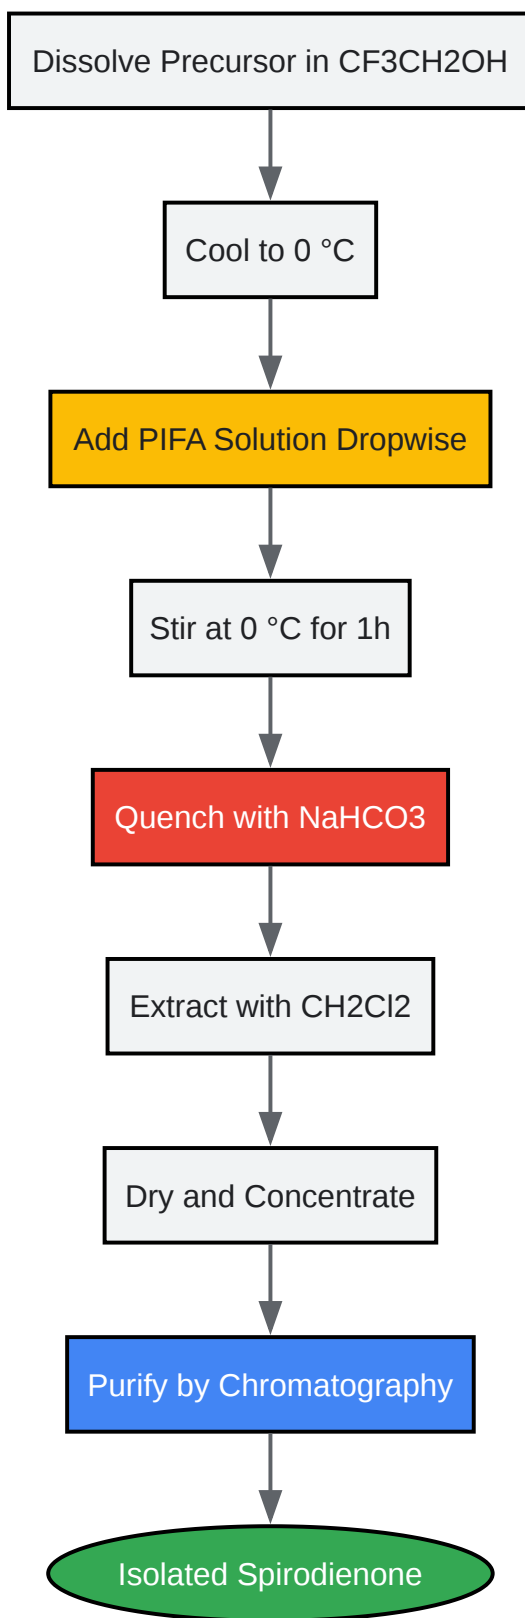 Dissolve Precursor in CF3CH2OH
Cool to 0 °C
Add PIFA Solution Dropwise
Stir at 0 °C for 1h
Quench with NaHCO3
Extract with CH2Cl2
Dry and Concentrate
Purify by Chromatography
Isolated Spirodienone